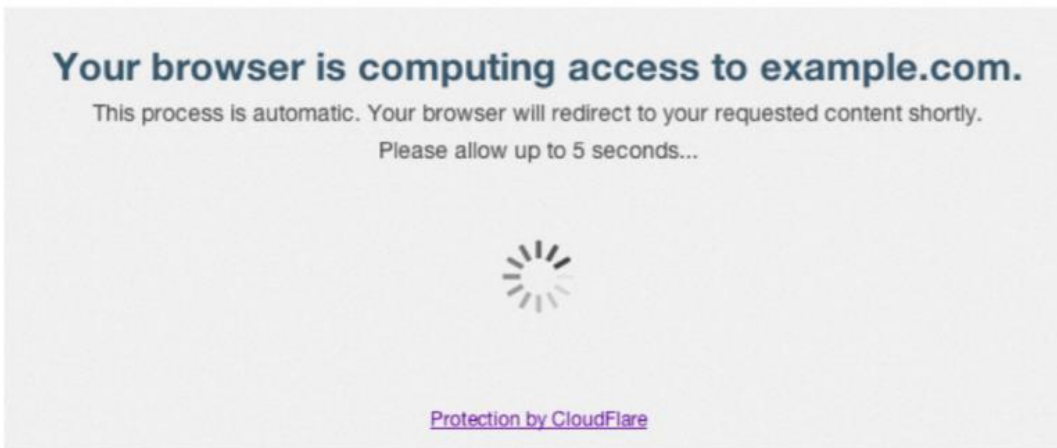 Your browser is computing access to example.com.
This process is automatic. Your browser will redirect to your requested content shortly.
Please allow up to 5 seconds...
Protection by CloudFlare